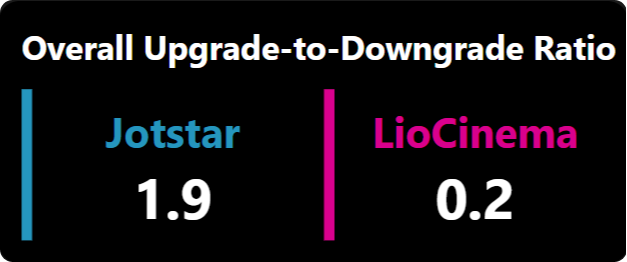 Overall Upgrade-to-Downgrade Ratio
Jotstar
1.9
LioCinema
0.2